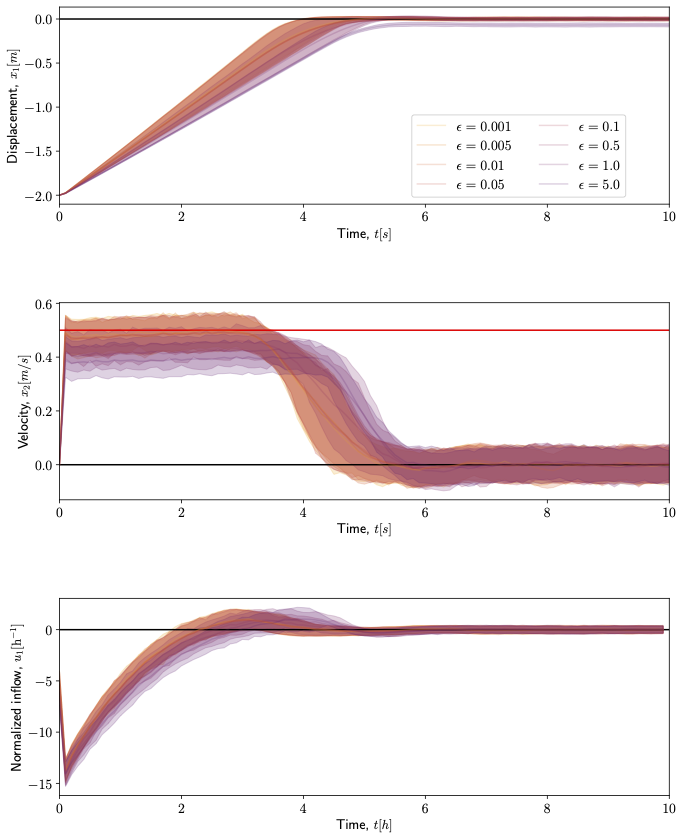 0.0
−0.5
−1.0
−1.5
−2.0
Displacement, x₁[m]
ϵ = 0.001 ϵ = 0.1
ϵ = 0.005 ϵ = 0.5
ϵ = 0.01 ϵ = 1.0
ϵ = 0.05 ϵ = 5.0
0 2 4 6 8 10
Time, t[s]
0.6
0.4
0.2
0.0
Velocity, x₂[m/s]
0 2 4 6 8 10
Time, t[s]
0
−5
−10
−15
Normalized inflow, u₁[h⁻¹]
0 2 4 6 8 10
Time, t[h]